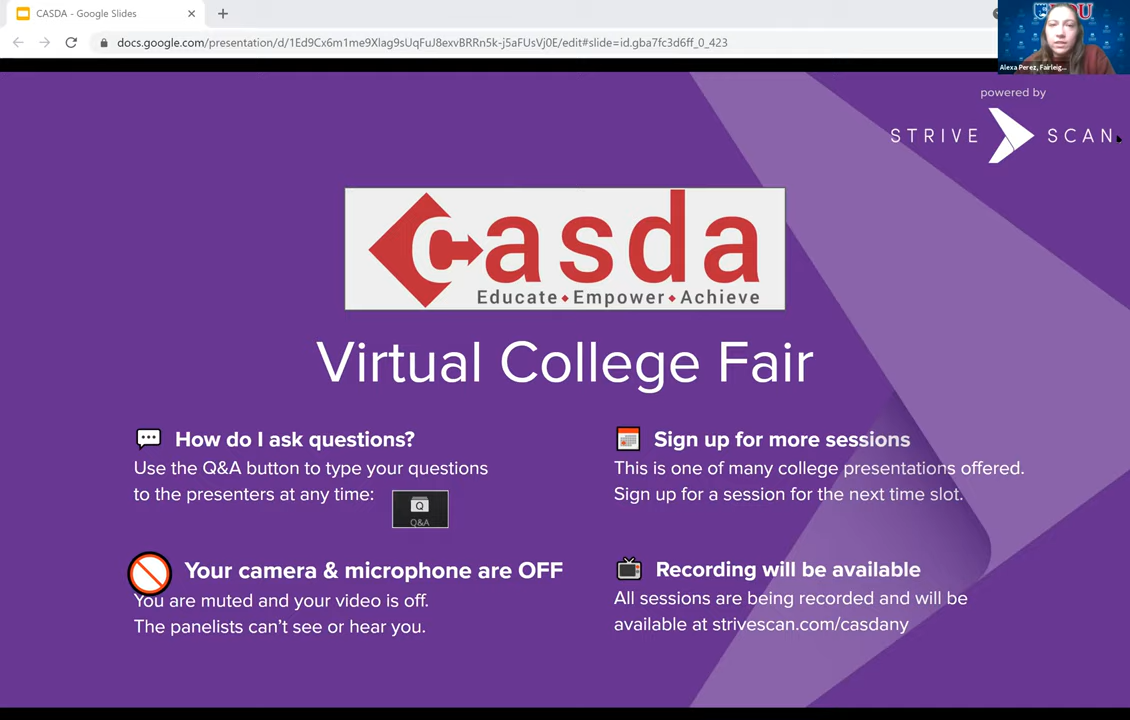 CASDA - Google Slides
docs.google.com/presentation/d/1Ed9Cx6m1me9Xlag9sUqFuJ8exvBRRn5k-j5aFUsVj0E/edit#slide=id.gba7fc3d6ff_0_423
Alexa Perez, Fairleig...
powered by
STRIVE SCAN
casda
Educate Empower Achieve
Virtual College Fair
How do I ask questions?
Use the Q&A button to type your questions
to the presenters at any time:
Q
Q&A
Sign up for more sessions
This is one of many college presentations offered.
Sign up for a session for the next time slot.
Your camera & microphone are OFF
You are muted and your video is off.
The panelists can't see or hear you.
Recording will be available
All sessions are being recorded and will be
available at strivescan.com/casdany